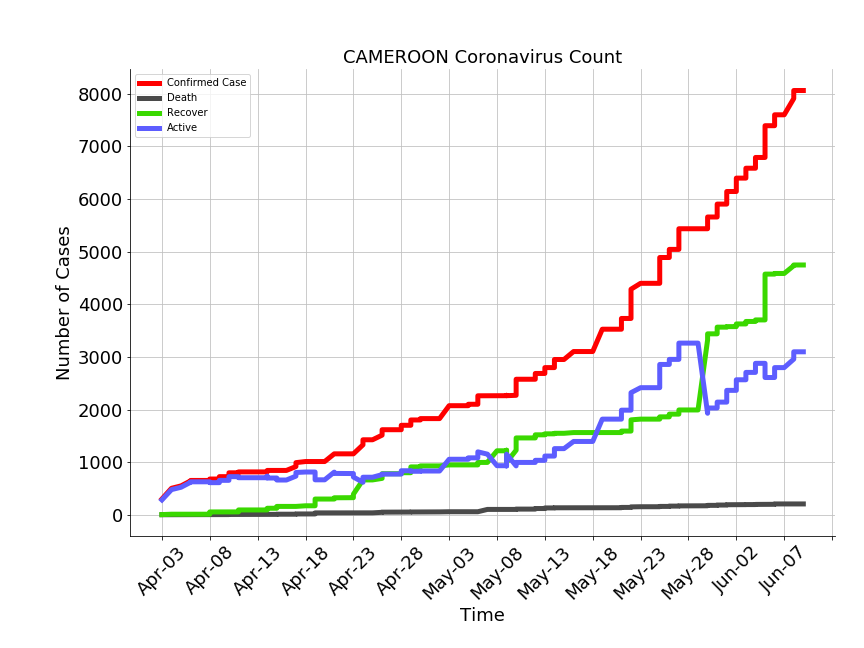 CAMEROON Coronavirus Count
Confirmed Case
Death
Recover
Active
8000
7000
6000
5000
4000
3000
2000
1000
0
Number of Cases
Apr-03
Apr-08
Apr-13
Apr-18
Apr-23
Apr-28
May-03
May-08
May-13
May-18
May-23
May-28
Jun-02
Jun-07
Time